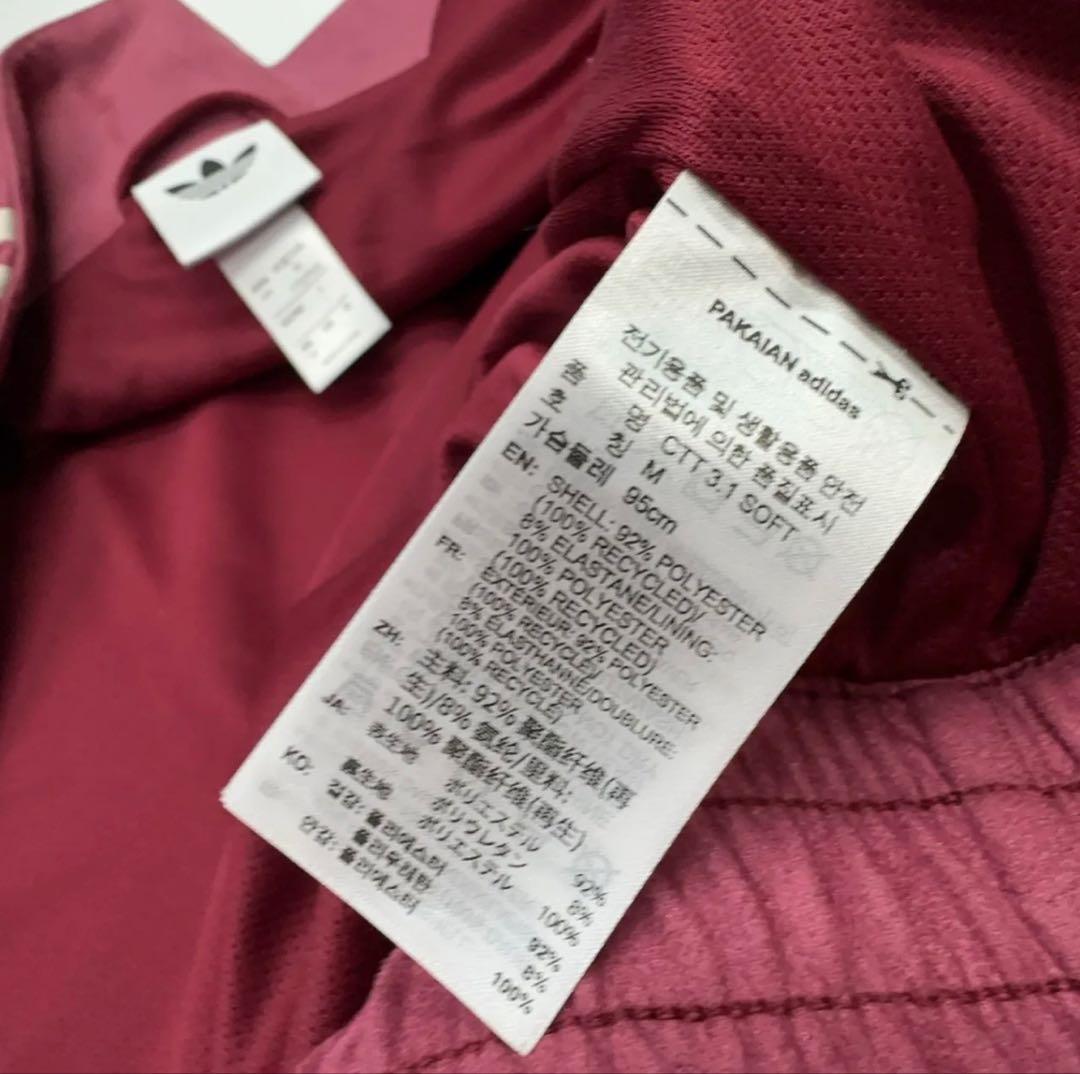 PAKAIAN adidas
전기용품 및 생활용품 안전
관리법에 의한 품질표시
품 명 CTT 3.1 SOFT
호 칭 M
가슴둘레 95cm
EN: SHELL: 92% POLYESTER
(100% RECYCLED)/
8% ELASTANE/LINING:
100% POLYESTER
(100% RECYCLED)
FR: EXTÉRIEUR: 92% POLYESTER
(100% RECYCLÉ)/
8% ÉLASTHANNE/DOUBLURE:
100% POLYESTER
(100% RECYCLÉ)
ZH: 主料: 92% 聚酯纤维(再
生)/8% 氨纶/里料:
100% 聚酯纤维(再生)
JA: 表生地 ポリエステル 92%
ポリウレタン 8%
裏生地 ポリエステル 100%
KO: 겉감: 폴리에스터 92%
폴리우레탄 8%
안감: 폴리에스터 100%